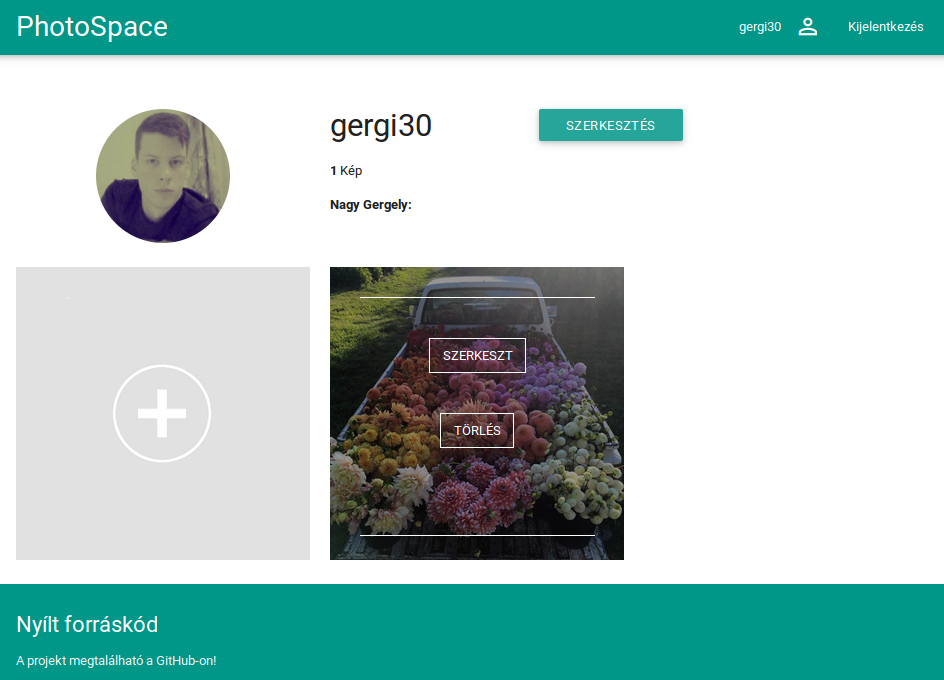 PhotoSpace
gergi30
Kijelentkezés
gergi30
SZERKESZTÉS
1 Kép
Nagy Gergely:
SZERKESZT
TÖRLÉS
Nyílt forráskód
A projekt megtalálható a GitHub-on!